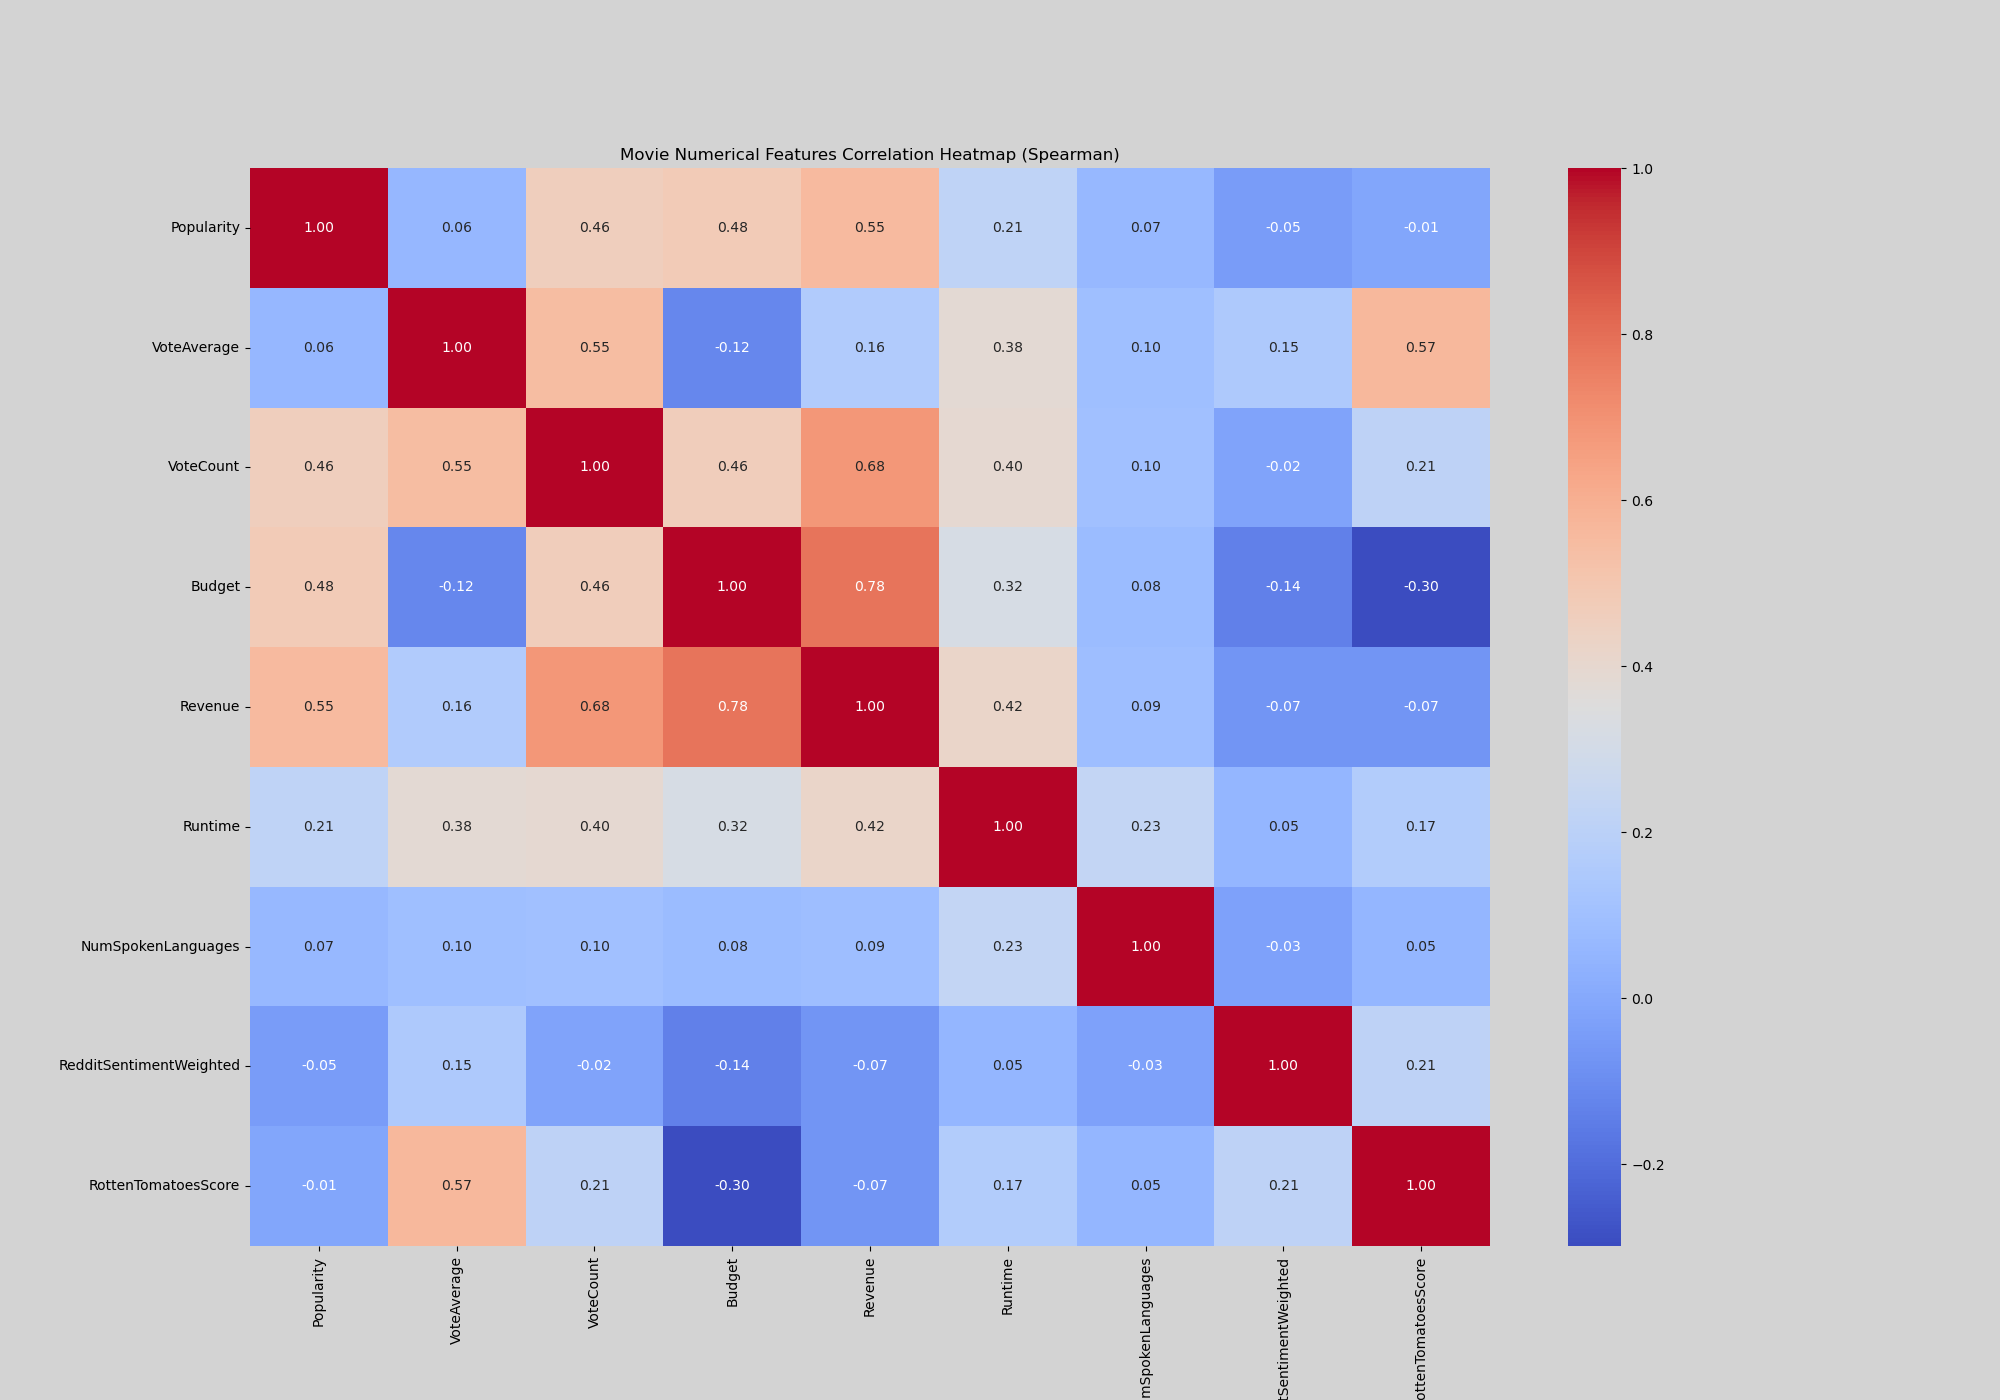 Movie Numerical Features Correlation Heatmap (Spearman)
Popularity 1.00 0.06 0.46 0.48 0.55 0.21 0.07 -0.05 -0.01
VoteAverage 0.06 1.00 0.55 -0.12 0.16 0.38 0.10 0.15 0.57
VoteCount 0.46 0.55 1.00 0.46 0.68 0.40 0.10 -0.02 0.21
Budget 0.48 -0.12 0.46 1.00 0.78 0.32 0.08 -0.14 -0.30
Revenue 0.55 0.16 0.68 0.78 1.00 0.42 0.09 -0.07 -0.07
Runtime 0.21 0.38 0.40 0.32 0.42 1.00 0.23 0.05 0.17
NumSpokenLanguages 0.07 0.10 0.10 0.08 0.09 0.23 1.00 -0.03 0.05
RedditSentimentWeighted -0.05 0.15 -0.02 -0.14 -0.07 0.05 -0.03 1.00 0.21
RottenTomatoesScore -0.01 0.57 0.21 -0.30 -0.07 0.17 0.05 0.21 1.00
Popularity
VoteAverage
VoteCount
Budget
Revenue
Runtime
mSpokenLanguages
tSentimentWeighted
ottenTomatoesScore
1.0
0.8
0.6
0.4
0.2
0.0
−0.2